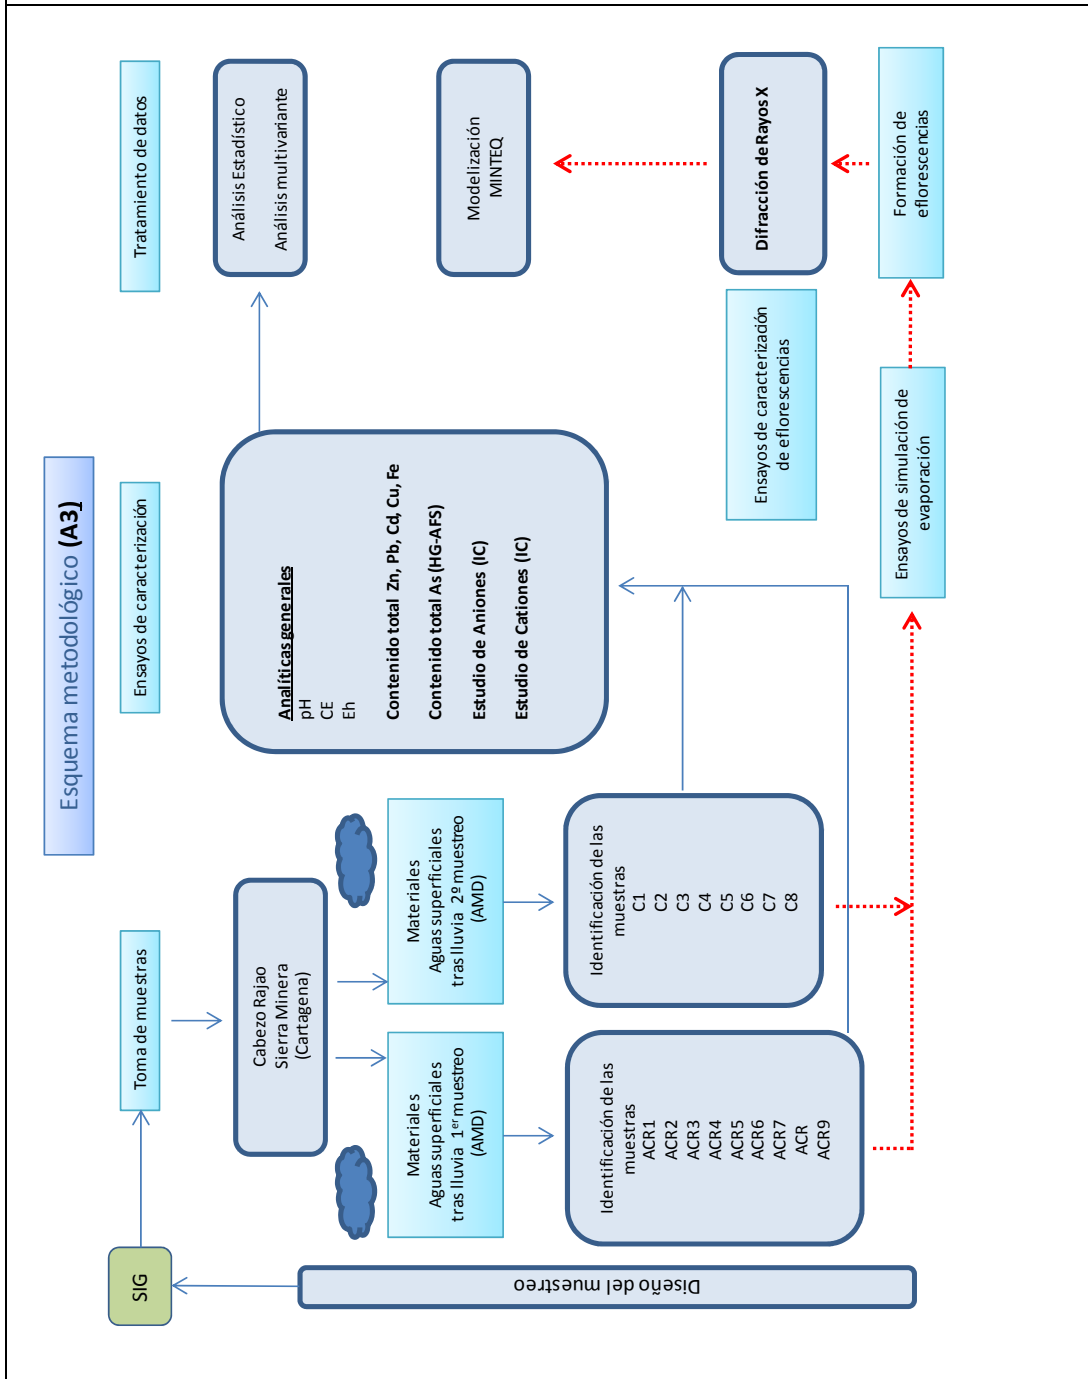 Esquema metodológico (A3)
SIG
Toma de muestras
Ensayos de caracterización
Tratamiento de datos
Diseño del muestreo
Cabezo Rajao
Sierra Minera
(Cartagena)
Materiales
Aguas superficiales
tras lluvia 1er muestreo
(AMD)
Materiales
Aguas superficiales
tras lluvia 2º muestreo
(AMD)
Identificación de las
muestras
ACR1
ACR2
ACR3
ACR4
ACR5
ACR6
ACR7
ACR
ACR9
Identificación de las
muestras
C1
C2
C3
C4
C5
C6
C7
C8
Analíticas generales
pH
CE
Eh
Contenido total Zn, Pb, Cd, Cu, Fe
Contenido total As (HG-AFS)
Estudio de Aniones (IC)
Estudio de Cationes (IC)
Análisis Estadístico
Análisis multivariante
Modelización
MINTEQ
Difracción de Rayos X
Ensayos de caracterización
de eflorescencias
Ensayos de simulación de
evaporación
Formación de
eflorescencias